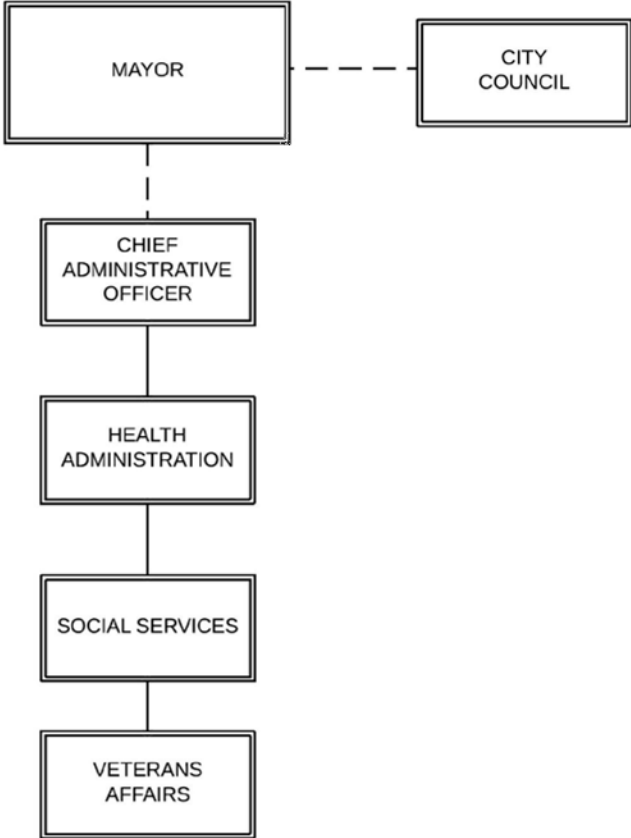 MAYOR
CITY
COUNCIL
CHIEF
ADMINISTRATIVE
OFFICER
HEALTH
ADMINISTRATION
SOCIAL SERVICES
VETERANS
AFFAIRS